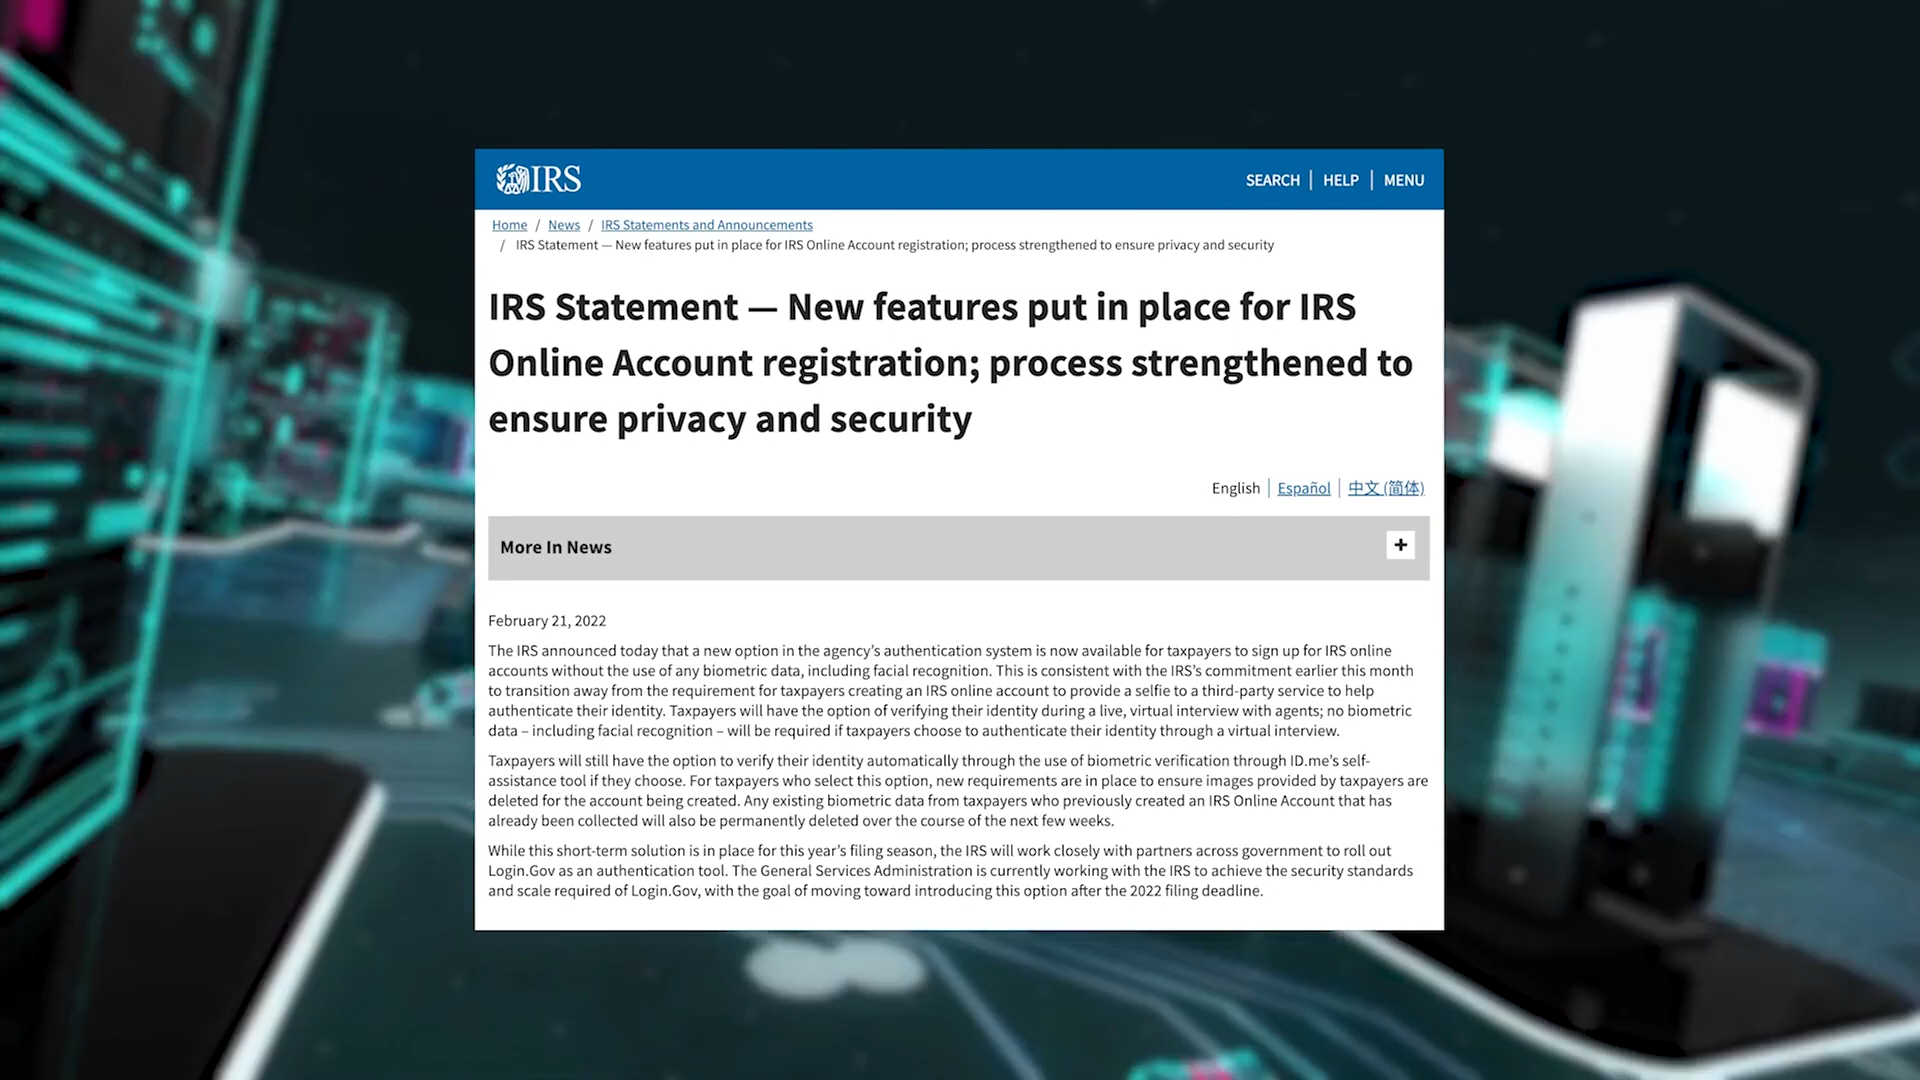 IRS
SEARCH | HELP | MENU
Home / News / IRS Statements and Announcements
/ IRS Statement — New features put in place for IRS Online Account registration; process strengthened to ensure privacy and security
IRS Statement — New features put in place for IRS
Online Account registration; process strengthened to
ensure privacy and security
English | Español | 中文 (简体)
More In News +
February 21, 2022
The IRS announced today that a new option in the agency’s authentication system is now available for taxpayers to sign up for IRS online
accounts without the use of any biometric data, including facial recognition. This is consistent with the IRS’s commitment earlier this month
to transition away from the requirement for taxpayers creating an IRS online account to provide a selfie to a third-party service to help
authenticate their identity. Taxpayers will have the option of verifying their identity during a live, virtual interview with agents; no biometric
data – including facial recognition – will be required if taxpayers choose to authenticate their identity through a virtual interview.
Taxpayers will still have the option to verify their identity automatically through the use of biometric verification through ID.me’s self-
assistance tool if they choose. For taxpayers who select this option, new requirements are in place to ensure images provided by taxpayers are
deleted for the account being created. Any existing biometric data from taxpayers who previously created an IRS Online Account that has
already been collected will also be permanently deleted over the course of the next few weeks.
While this short-term solution is in place for this year’s filing season, the IRS will work closely with partners across government to roll out
Login.Gov as an authentication tool. The General Services Administration is currently working with the IRS to achieve the security standards
and scale required of Login.Gov, with the goal of moving toward introducing this option after the 2022 filing deadline.